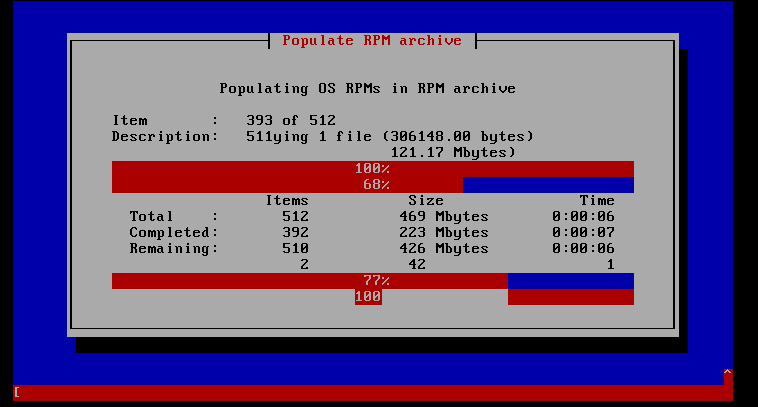 Populate RPM archive
Populating OS RPMs in RPM archive
Item       :   393 of 512
Description:   511ying 1 file (306148.00 bytes)
121.17 Mbytes)
100%
68%
Items   Size   Time
Total    :   512   469 Mbytes   0:00:06
Completed:   392   223 Mbytes   0:00:07
Remaining:   510   426 Mbytes   0:00:06
2   42   1
77%
100
^
[